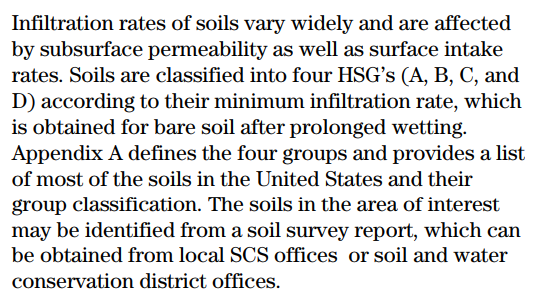 Infiltration rates of soils vary widely and are affected
by subsurface permeability as well as surface intake
rates. Soils are classified into four HSG’s (A, B, C, and
D) according to their minimum infiltration rate, which
is obtained for bare soil after prolonged wetting.
Appendix A defines the four groups and provides a list
of most of the soils in the United States and their
group classification. The soils in the area of interest
may be identified from a soil survey report, which can
be obtained from local SCS offices  or soil and water
conservation district offices.